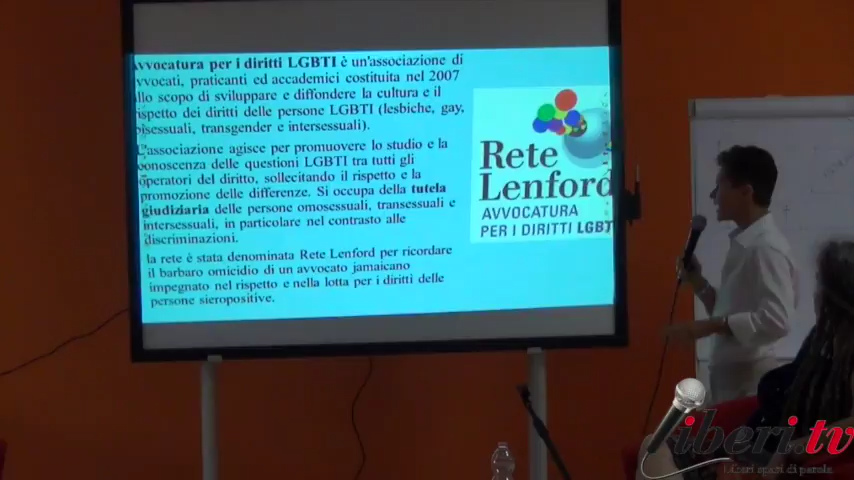 Avvocatura per i diritti LGBTI è un'associazione di
avvocati, praticanti ed accademici costituita nel 2007
allo scopo di sviluppare e diffondere la cultura e il
rispetto dei diritti delle persone LGBTI (lesbiche, gay,
bisessuali, transgender e intersessuali).
L'associazione agisce per promuovere lo studio e la
conoscenza delle questioni LGBTI tra tutti gli
operatori del diritto, sollecitando il rispetto e la
promozione delle differenze. Si occupa della tutela
giudiziaria delle persone omosessuali, transessuali e
intersessuali, in particolare nel contrasto alle
discriminazioni.
la rete è stata denominata Rete Lenford per ricordare
il barbaro omicidio di un avvocato jamaicano
impegnato nel rispetto e nella lotta per i diritti delle
persone sieropositive.
Rete
Lenford
AVVOCATURA
PER I DIRITTI LGBT
liberi.tv
liberi spazi di parola